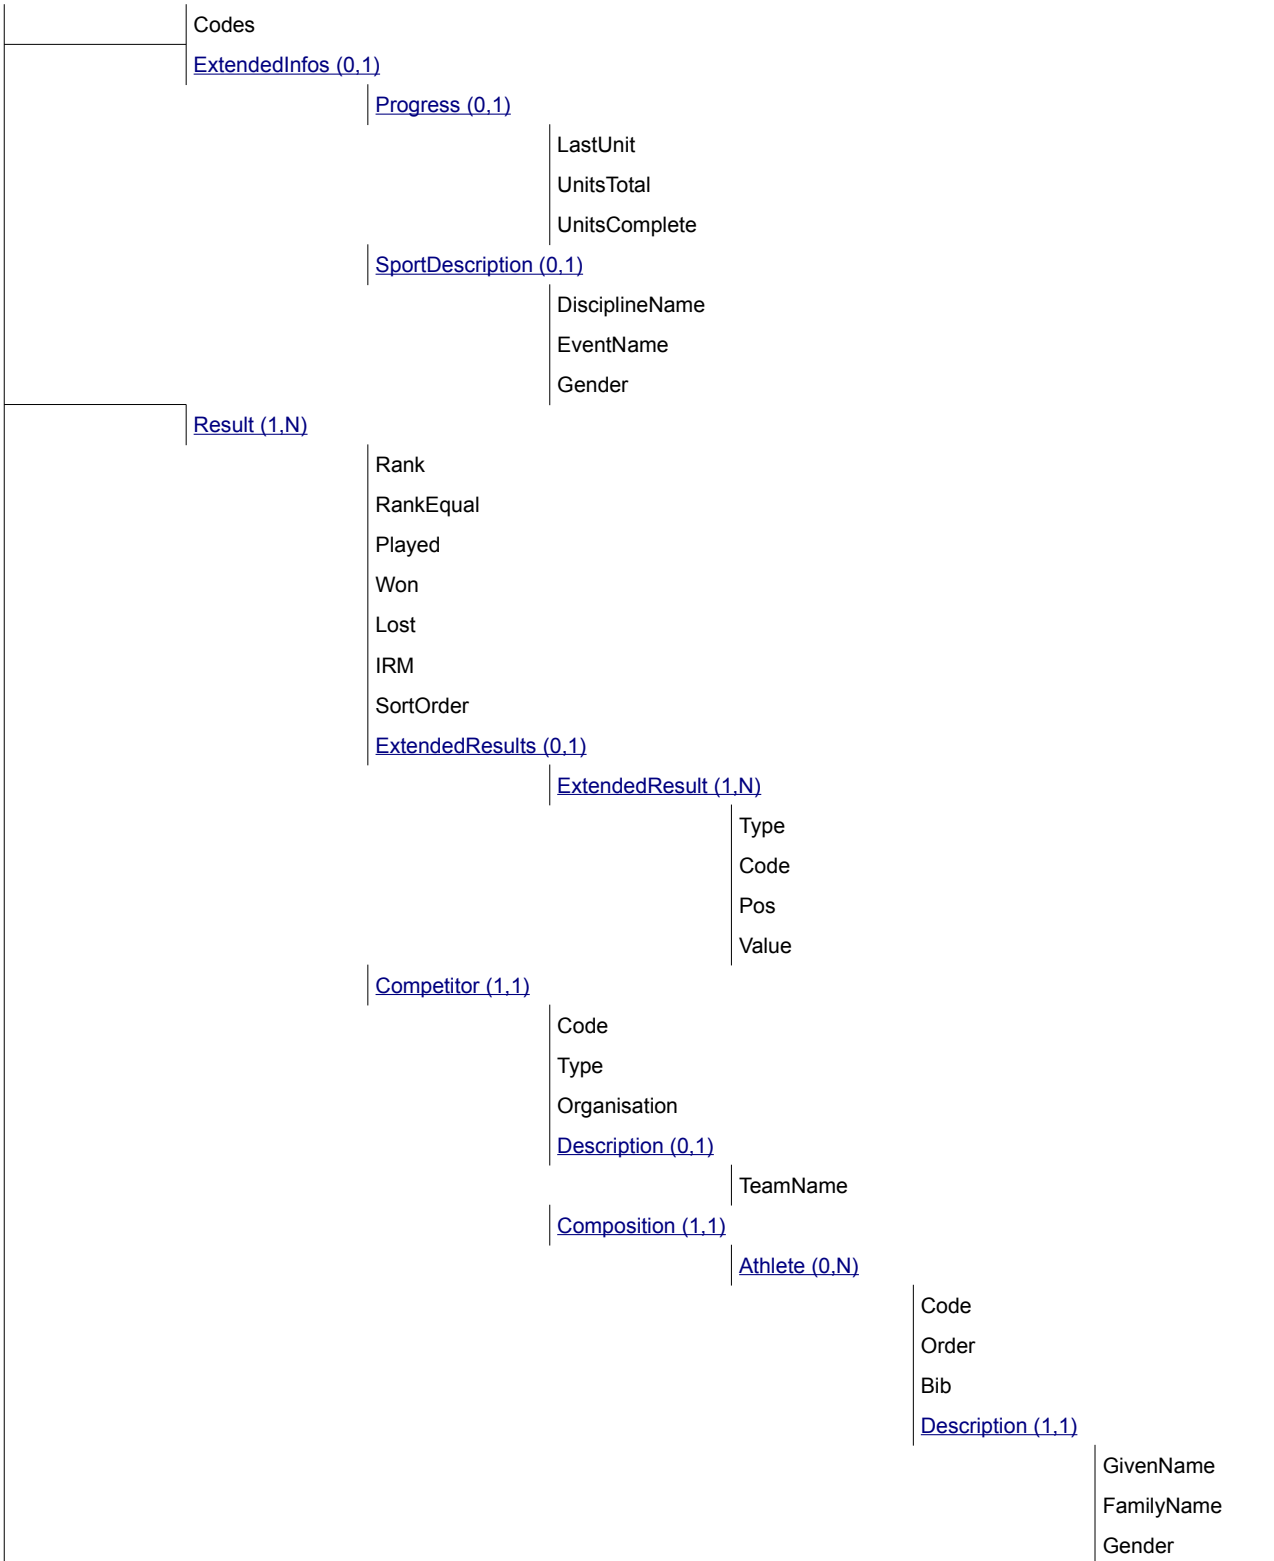 Codes
ExtendedInfos (0,1)
Progress (0,1)
LastUnit
UnitsTotal
UnitsComplete
SportDescription (0,1)
DisciplineName
EventName
Gender
Result (1,N)
Rank
RankEqual
Played
Won
Lost
IRM
SortOrder
ExtendedResults (0,1)
ExtendedResult (1,N)
Type
Code
Pos
Value
Competitor (1,1)
Code
Type
Organisation
Description (0,1)
TeamName
Composition (1,1)
Athlete (0,N)
Code
Order
Bib
Description (1,1)
GivenName
FamilyName
Gender